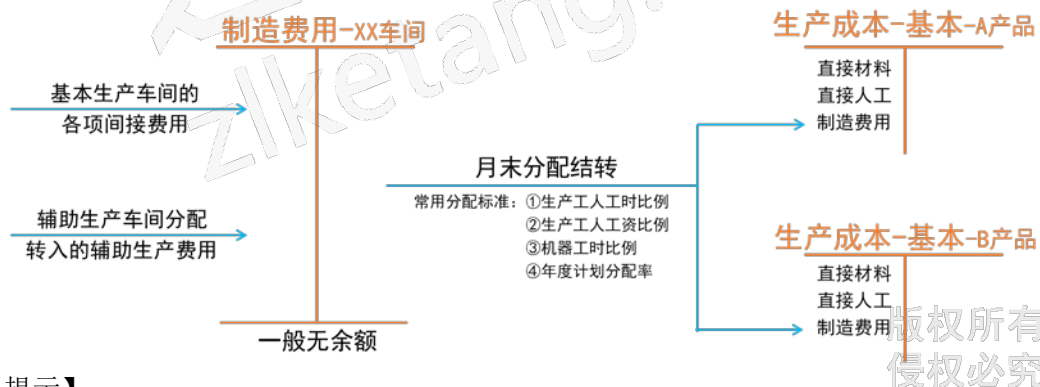 制造费用-XX车间
基本生产车间的
各项间接费用
辅助生产车间分配
转入的辅助生产费用
一般无余额
月末分配结转
常用分配标准：①生产工人工时比例
②生产工人工资比例
③机器工时比例
④年度计划分配率
生产成本-基本-A产品
直接材料
直接人工
制造费用
生产成本-基本-B产品
直接材料
直接人工
制造费用
zlketang.
版权所有
侵权必究
提示】